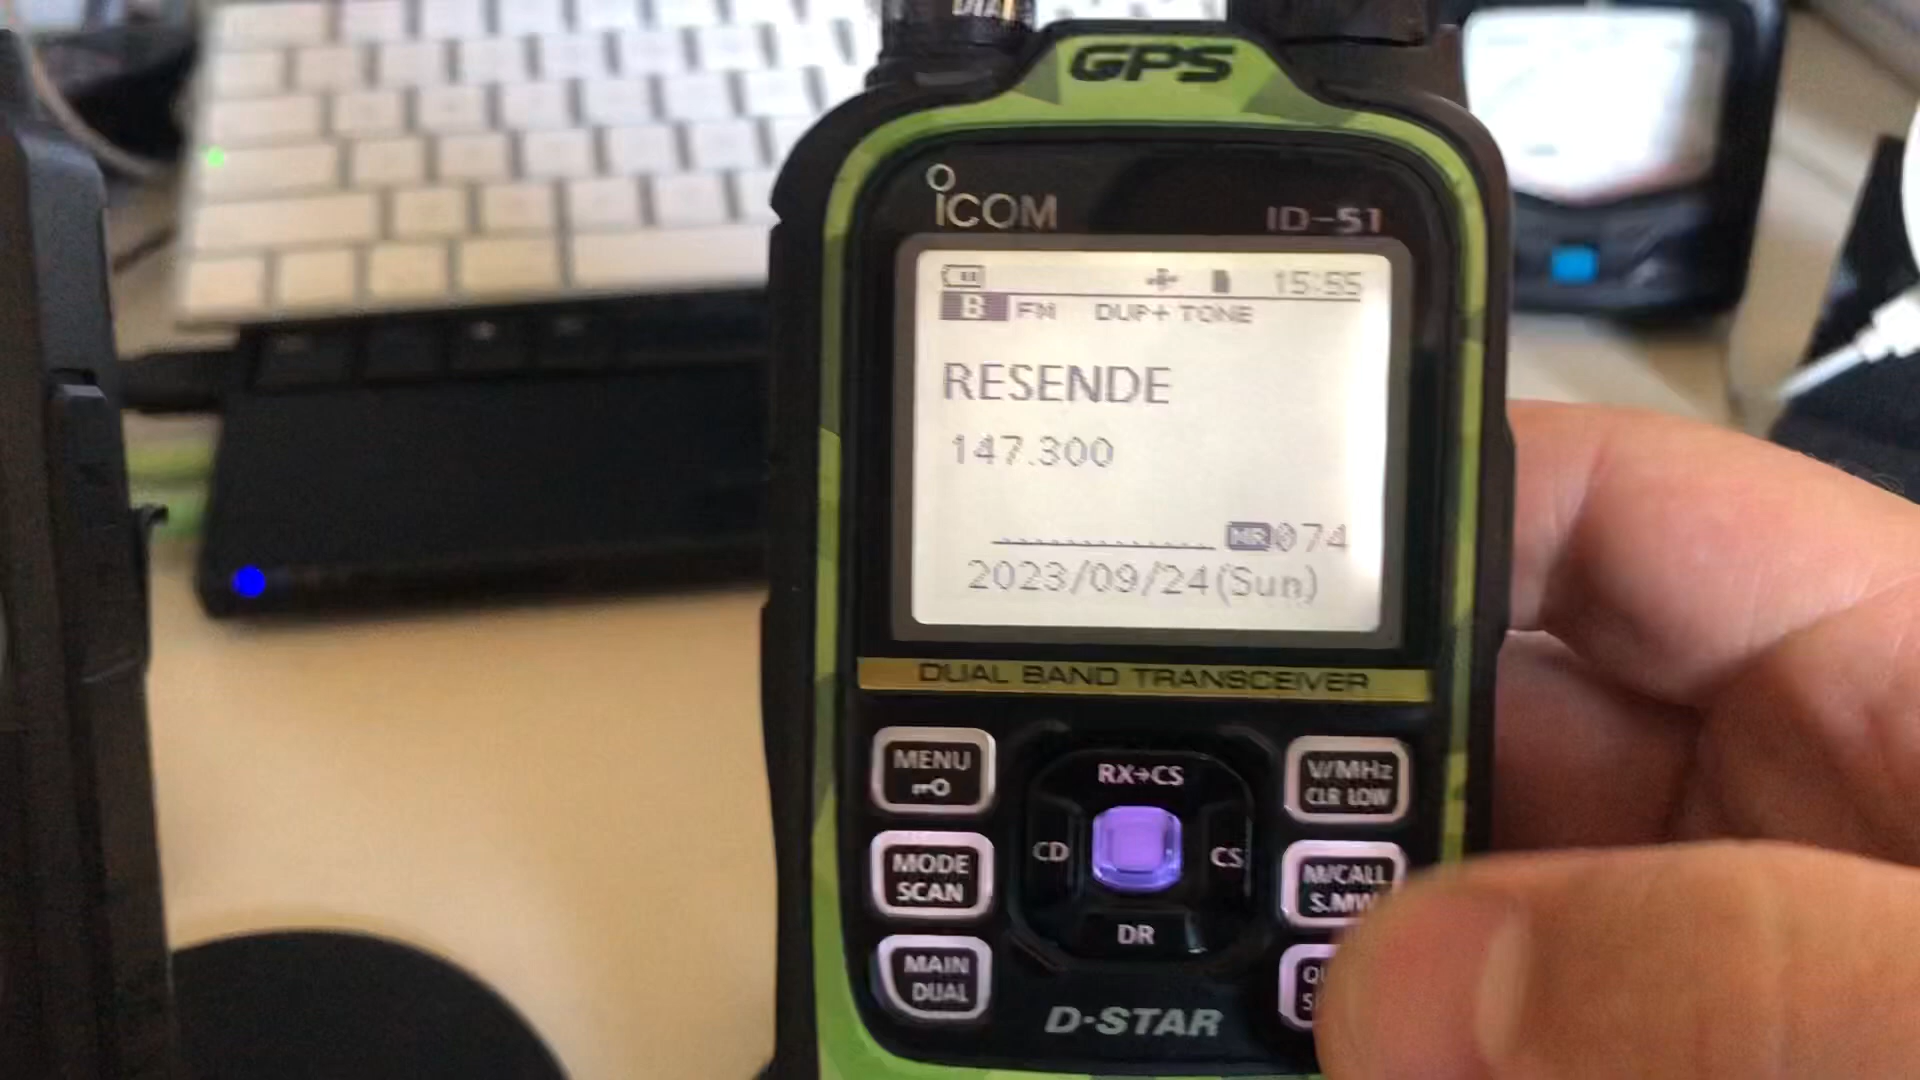 GPS
ICOM ID-51
15:55
B FM DUP+ TONE
RESENDE
147.300
MR 074
2023/09/24(Sun)
DUAL BAND TRANSCEIVER
MENU
RX→CS
V/MHz
CLR LOW
MODE
SCAN
CD
CS
M/CALL
S.MW
DR
MAIN
DUAL
D-STAR